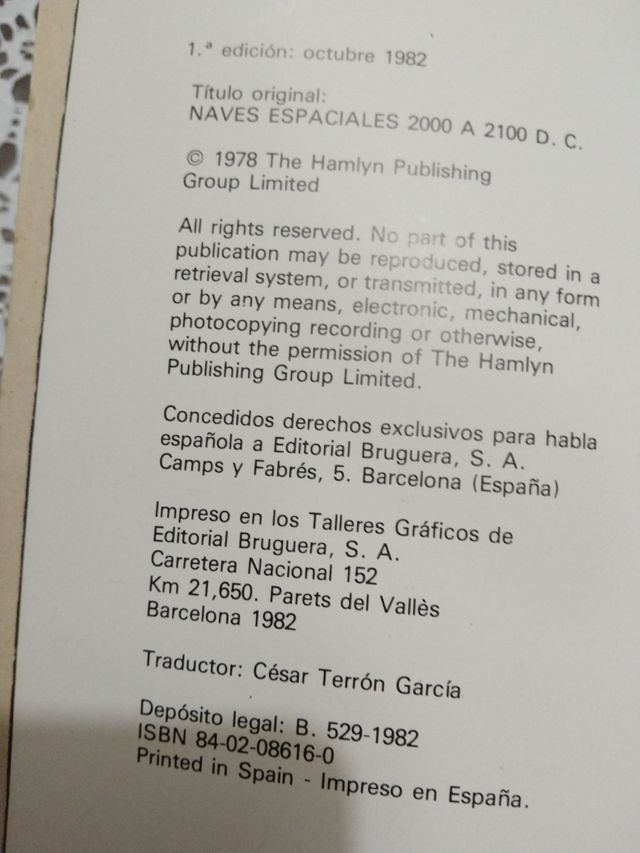 1.ª edición: octubre 1982
Título original:
NAVES ESPACIALES 2000 A 2100 D. C.
© 1978 The Hamlyn Publishing
Group Limited
All rights reserved. No part of this
publication may be reproduced, stored in a
retrieval system, or transmitted, in any form
or by any means, electronic, mechanical,
photocopying recording or otherwise,
without the permission of The Hamlyn
Publishing Group Limited.
Concedidos derechos exclusivos para habla
española a Editorial Bruguera, S. A.
Camps y Fabrés, 5. Barcelona (España)
Impreso en los Talleres Gráficos de
Editorial Bruguera, S. A.
Carretera Nacional 152
Km 21,650. Parets del Vallès
Barcelona 1982
Traductor: César Terrón García
Depósito legal: B. 529-1982
ISBN 84-02-08616-0
Printed in Spain - Impreso en España.